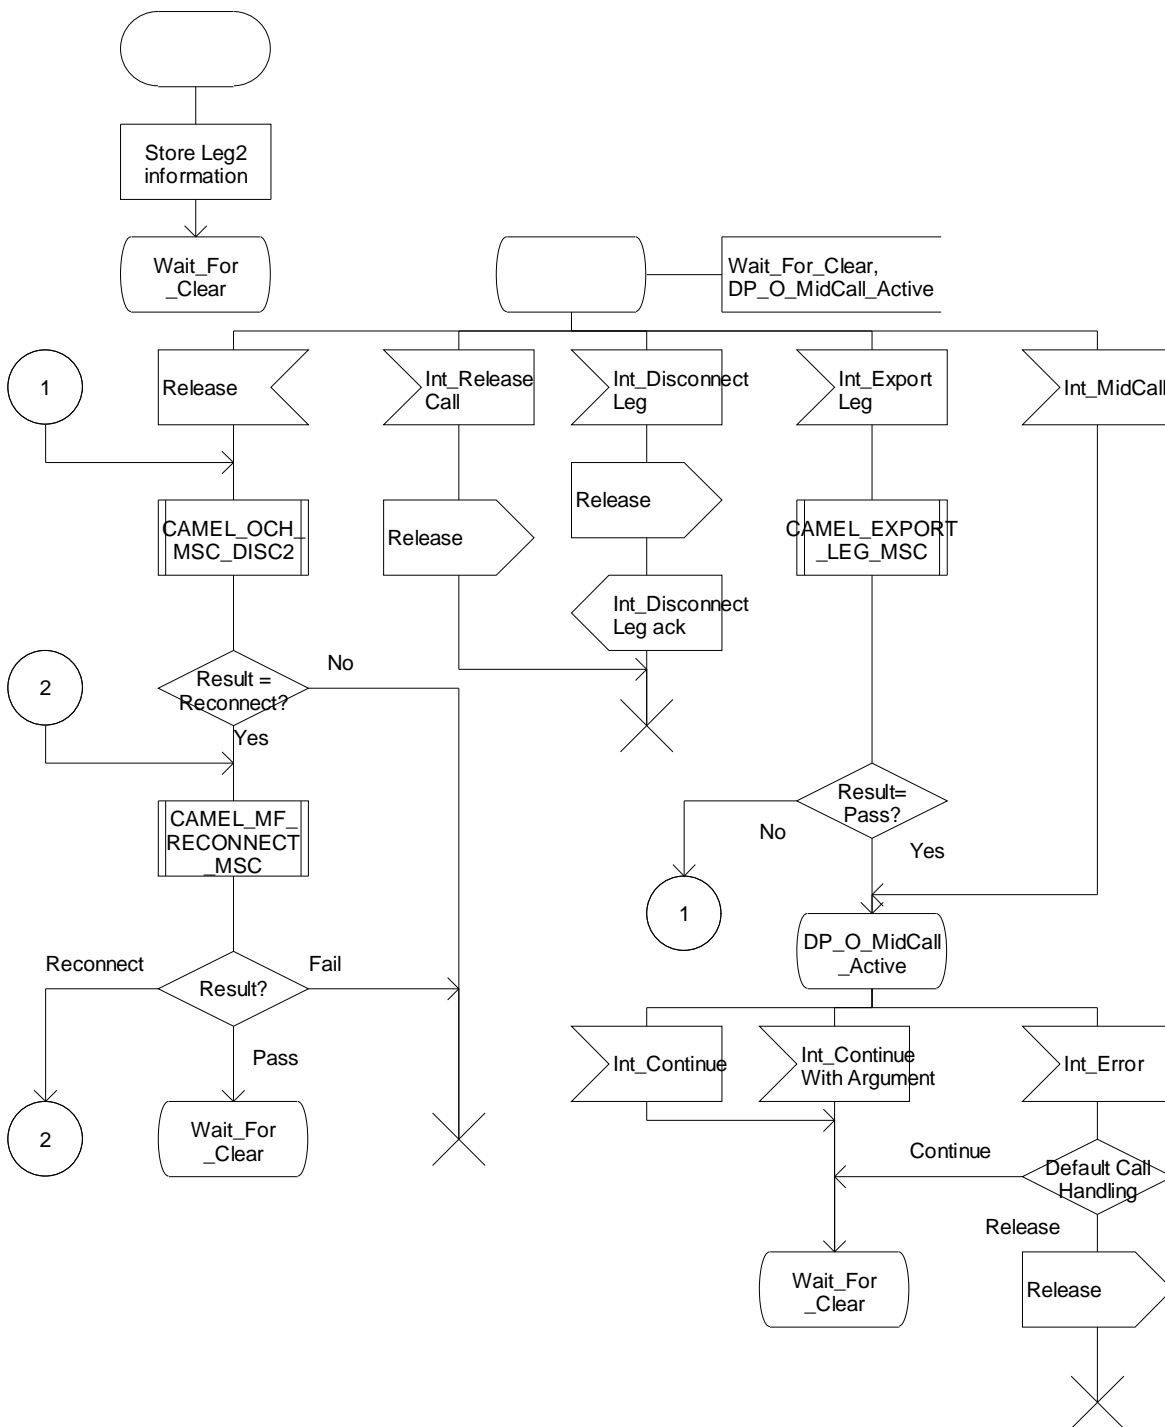 Store Leg2
information
Wait_For
_Clear
Wait_For_Clear,
DP_O_MidCall_Active
1
Release
Int_Release
Call
Int_Disconnect
Leg
Int_Export
Leg
Int_MidCall
CAMEL_OCH_
MSC_DISC2
Release
Release
CAMEL_EXPORT
_LEG_MSC
Int_Disconnect
Leg ack
2
Result =
Reconnect?
No
Yes
CAMEL_MF_
RECONNECT
_MSC
Result=
Pass?
No
Yes
1
DP_O_MidCall
_Active
Reconnect
Result?
Fail
Pass
2
Wait_For
_Clear
Int_Continue
Int_Continue
With Argument
Int_Error
Continue
Default Call
Handling
Release
Wait_For
_Clear
Release